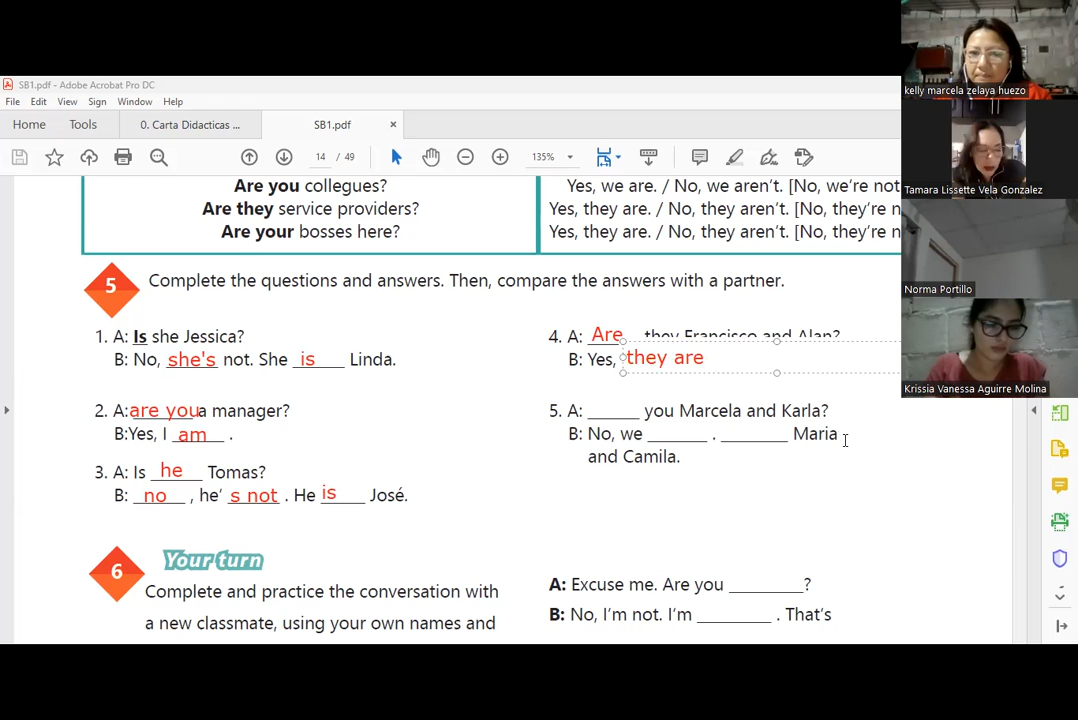 SB1.pdf - Adobe Acrobat Pro DC
File Edit View Sign Window Help
Home Tools 0. Carta Didacticas ... SB1.pdf ×
14 / 49 135%
Are you collegues? Yes, we are. / No, we aren't. [No, we're not
Are they service providers? Yes, they are. / No, they aren't. [No, they're n
Are your bosses here? Yes, they are. / No, they aren't. [No, they're n
5 Complete the questions and answers. Then, compare the answers with a partner.
1. A: Is she Jessica?
B: No, she's not. She is Linda.
2. A: are you a manager?
B:Yes, I am .
3. A: Is he Tomas?
B: no , he' s not . He is José.
4. A: Are they Francisco and Alan?
B: Yes, they are
5. A: ______ you Marcela and Karla?
B: No, we _______ . ________ Maria
and Camila.
6 Your turn
Complete and practice the conversation with
a new classmate, using your own names and
A: Excuse me. Are you _________?
B: No, I'm not. I'm _________ . That's
kelly marcela zelaya huezo
Tamara Lissette Vela Gonzalez
Norma Portillo
Krissia Vanessa Aguirre Molina